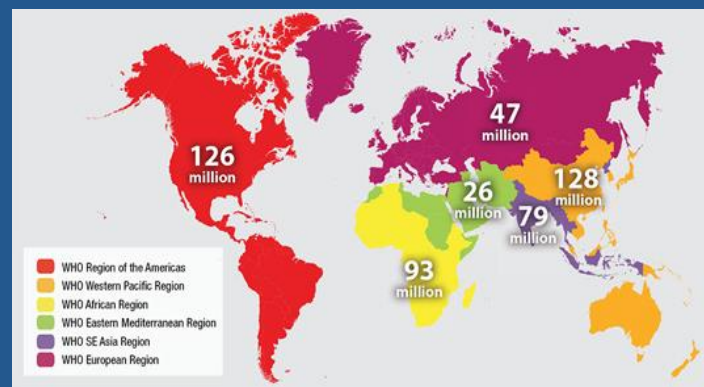 47
million
126
million
128
million
26
million
79
million
93
million
WHO Region of the Americas
WHO Western Pacific Region
WHO African Region
WHO Eastern Mediterranean Region
WHO SE Asia Region
WHO European Region